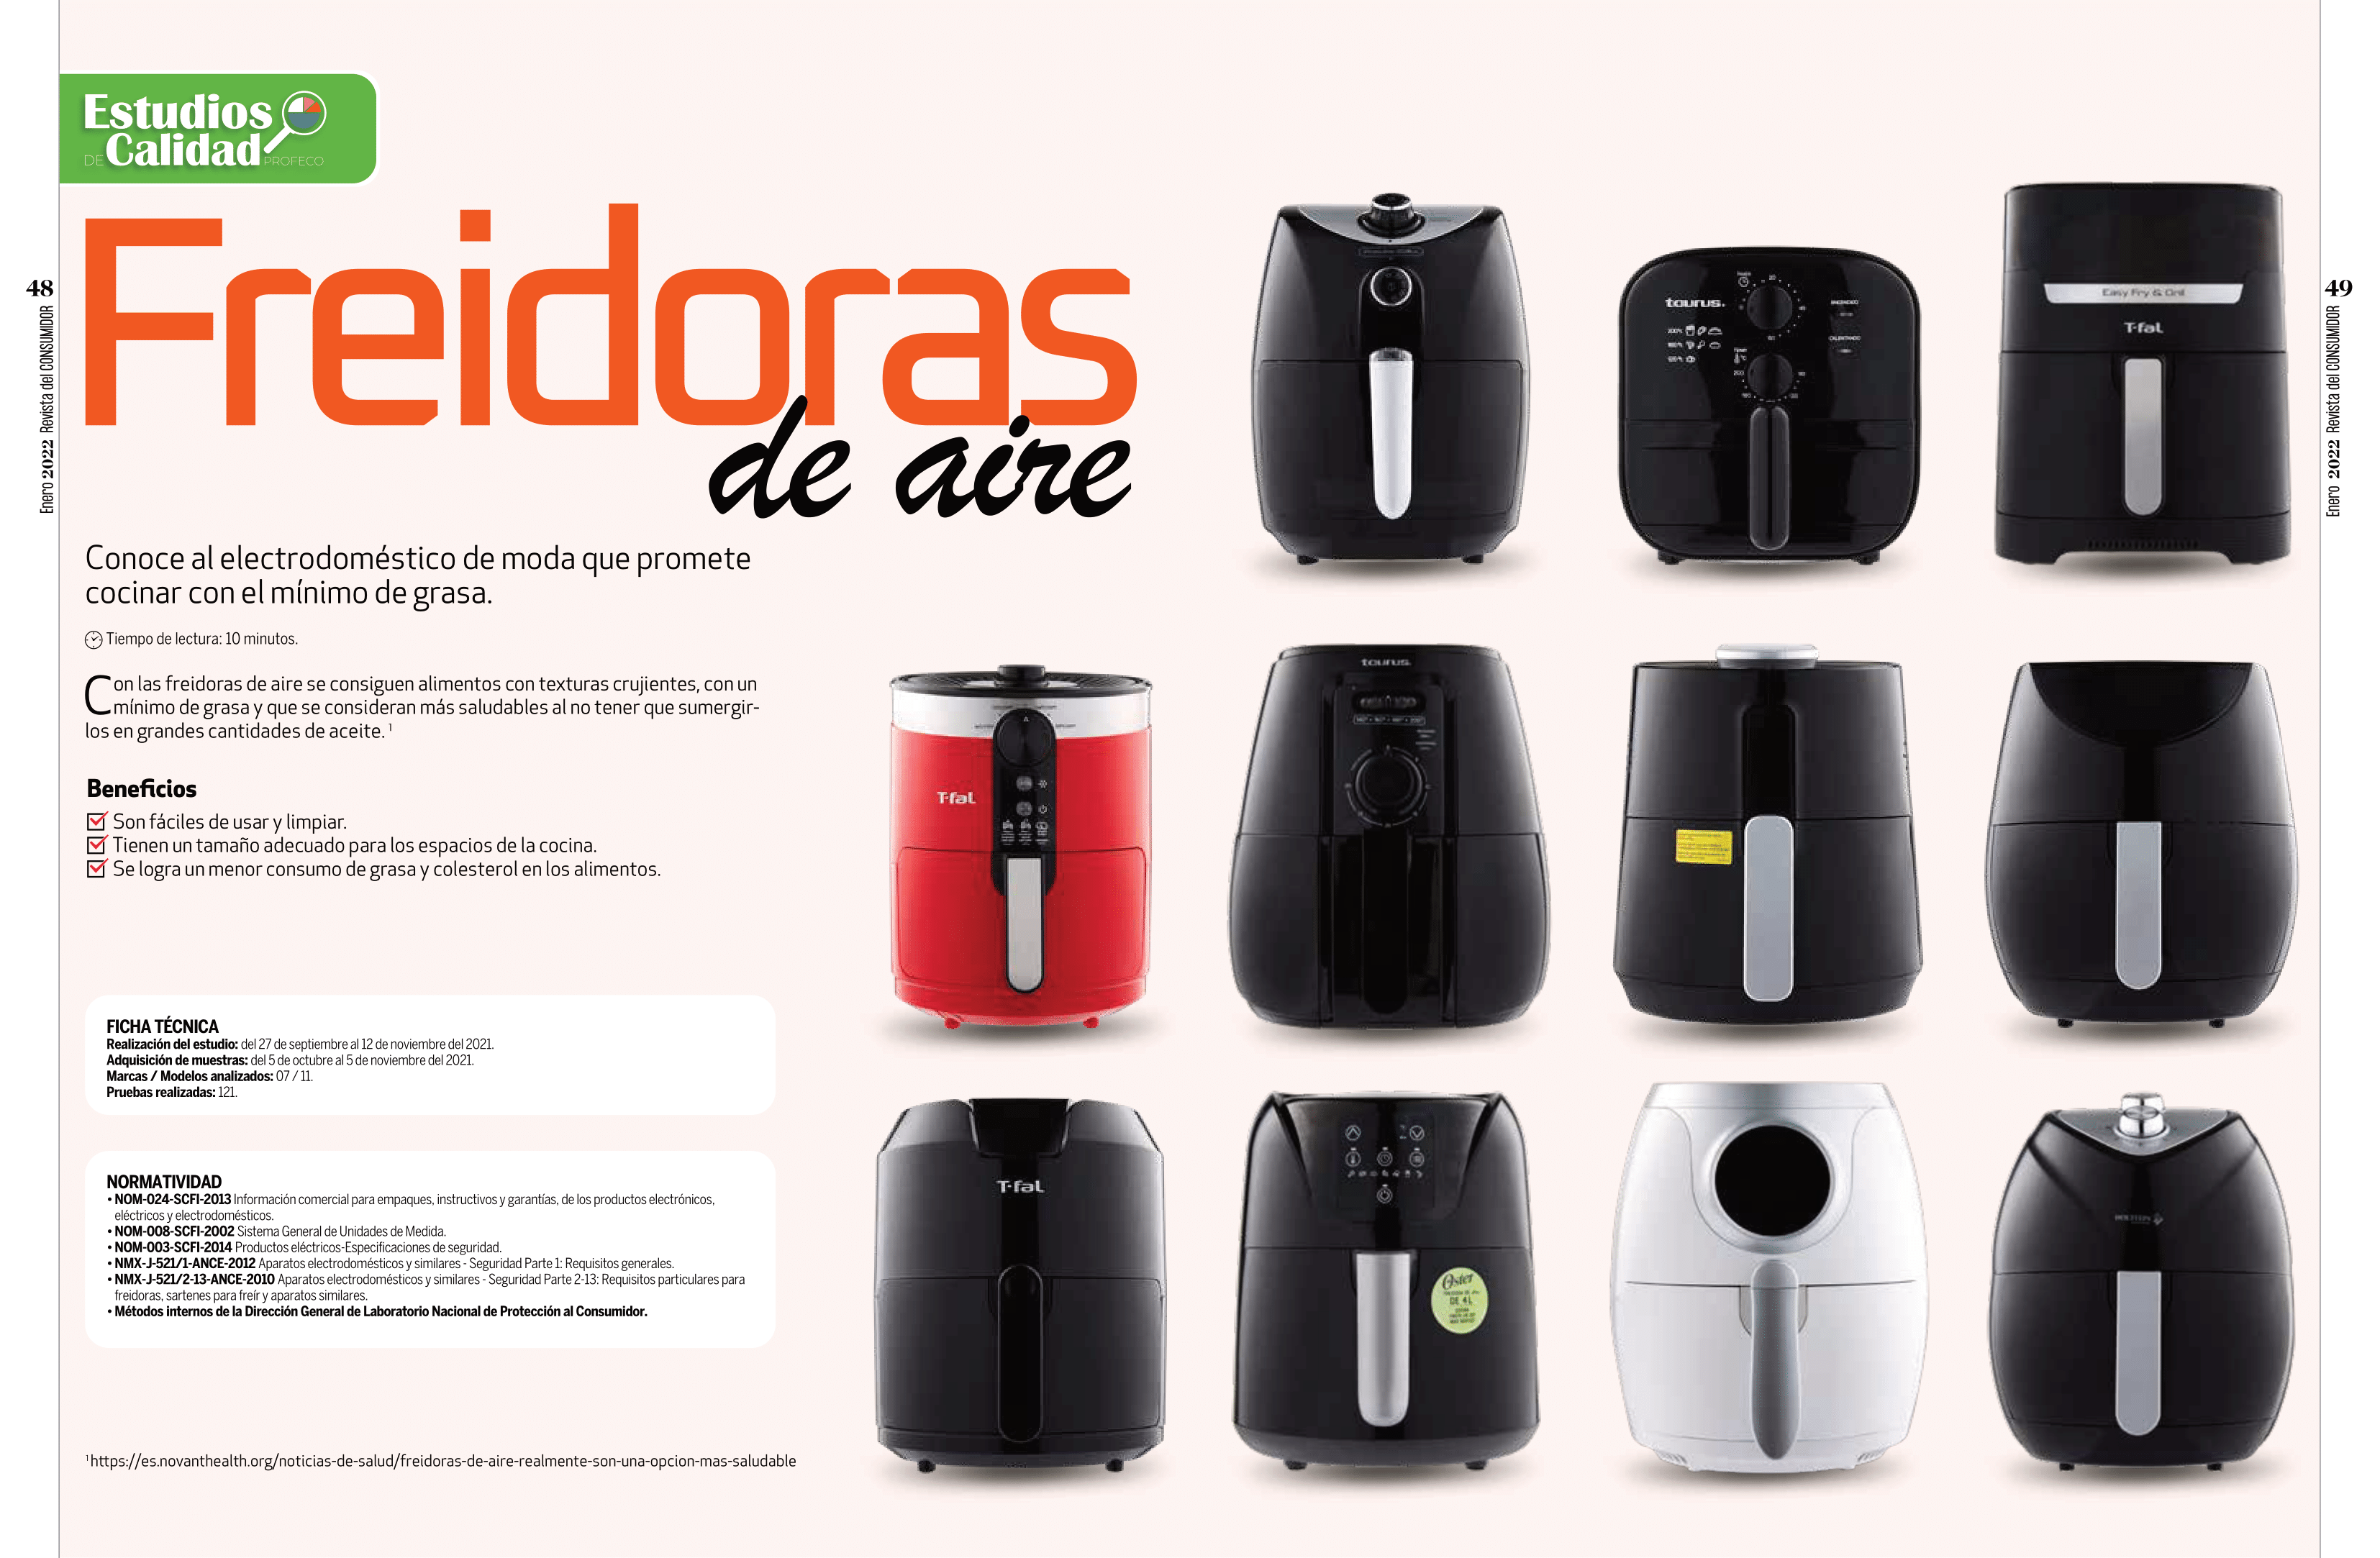 Estudios
DE Calidad PROFECO
Freidoras
de aire
Conoce al electrodoméstico de moda que promete
cocinar con el mínimo de grasa.
Tiempo de lectura: 10 minutos.
Con las freidoras de aire se consiguen alimentos con texturas crujientes, con un
mínimo de grasa y que se consideran más saludables al no tener que sumergir-
los en grandes cantidades de aceite. 1
Beneficios
Son fáciles de usar y limpiar.
Tienen un tamaño adecuado para los espacios de la cocina.
Se logra un menor consumo de grasa y colesterol en los alimentos.
FICHA TÉCNICA
Realización del estudio: del 27 de septiembre al 12 de noviembre del 2021.
Adquisición de muestras: del 5 de octubre al 5 de noviembre del 2021.
Marcas / Modelos analizados: 07 / 11.
Pruebas realizadas: 121.
NORMATIVIDAD
• NOM-024-SCFI-2013 Información comercial para empaques, instructivos y garantías, de los productos electrónicos,
eléctricos y electrodomésticos.
• NOM-008-SCFI-2002 Sistema General de Unidades de Medida.
• NOM-003-SCFI-2014 Productos eléctricos-Especificaciones de seguridad.
• NMX-J-521/1-ANCE-2012 Aparatos electrodomésticos y similares - Seguridad Parte 1: Requisitos generales.
• NMX-J-521/2-13-ANCE-2010 Aparatos electrodomésticos y similares - Seguridad Parte 2-13: Requisitos particulares para
freidoras, sartenes para freír y aparatos similares.
• Métodos internos de la Dirección General de Laboratorio Nacional de Protección al Consumidor.
1 https://es.novanthealth.org/noticias-de-salud/freidoras-de-aire-realmente-son-una-opcion-mas-saludable
48
Enero 2022 Revista del CONSUMIDOR
49
Enero 2022 Revista del CONSUMIDOR
taurus
ENCENDIDO
CALENTANDO
Easy Fry & Grill
T-fal
T-fal
taurus
T-fal
Oster
DE 4 L
HOLSTEIN